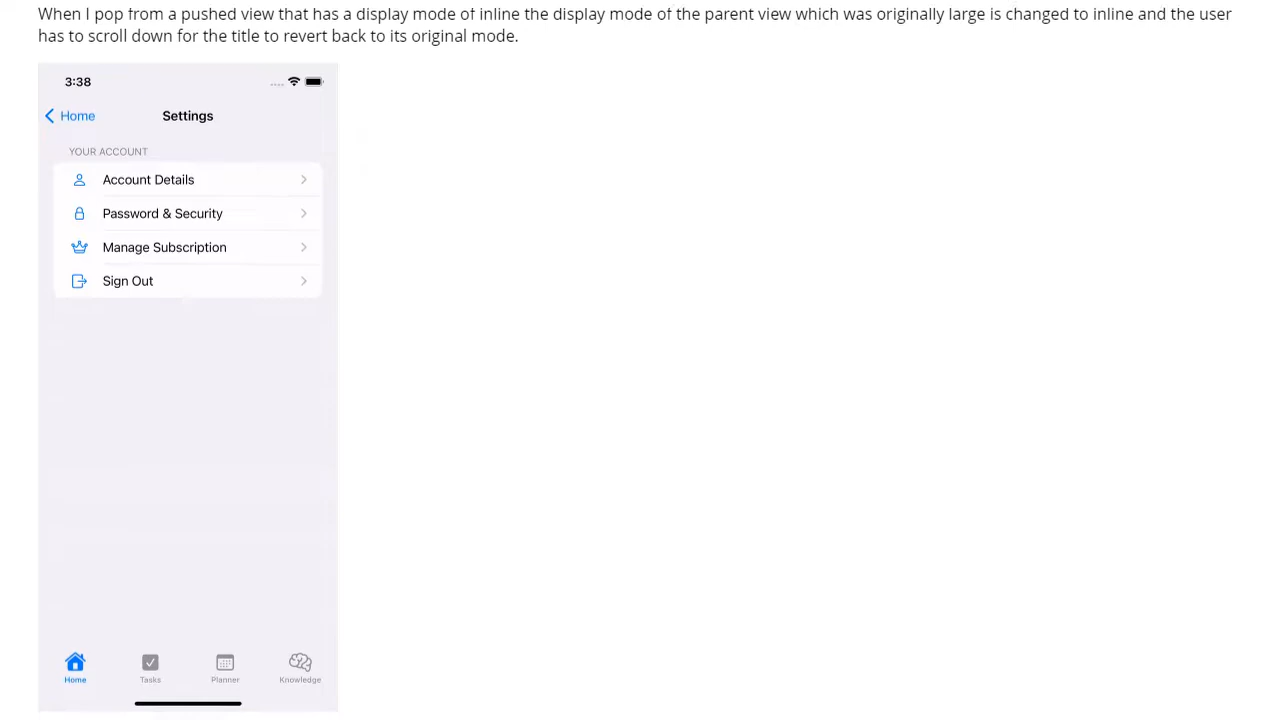 When I pop from a pushed view that has a display mode of inline the display mode of the parent view which was originally large is changed to inline and the user
has to scroll down for the title to revert back to its original mode.
3:38
Home
Settings
YOUR ACCOUNT
Account Details
Password & Security
Manage Subscription
Sign Out
Home
Tasks
Planner
Knowledge